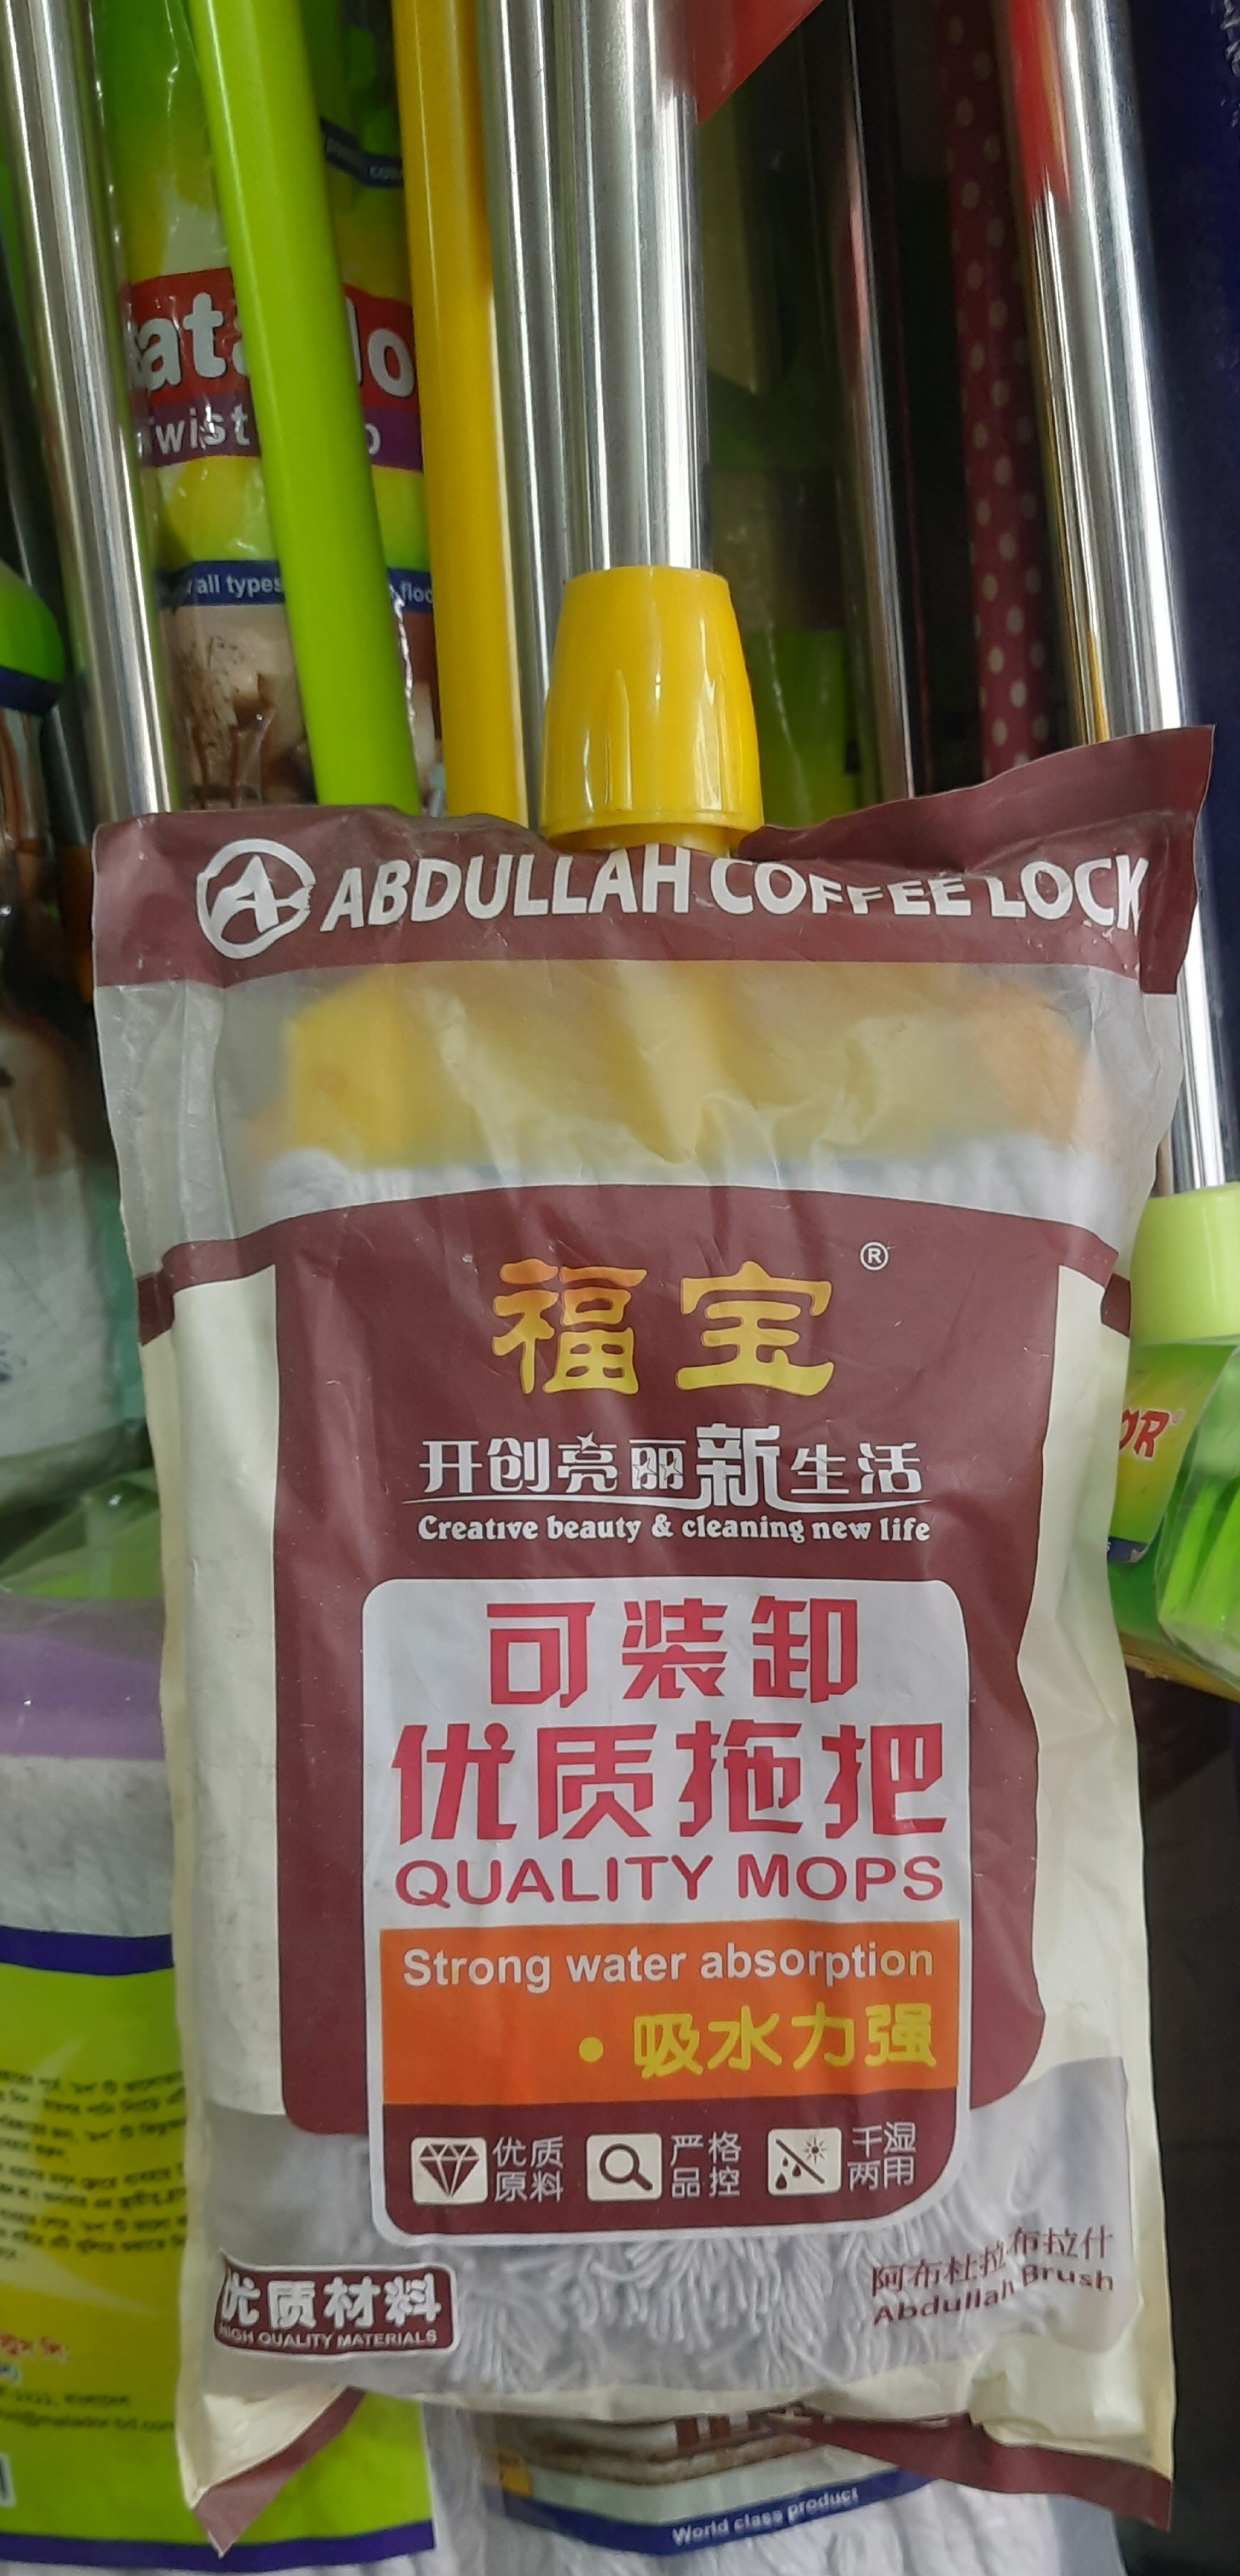 Twist
all types
ABDULLAH COFFEE LOCK
福宝®
开创亮丽新生活
Creative beauty & cleaning new life
可装卸
优质拖把
QUALITY MOPS
Strong water absorption
• 吸水力强
优质
原料
严格
品控
干湿
两用
优质材料
HIGH QUALITY MATERIALS
阿布杜拉布拉什
Abdullah Brush
World class product